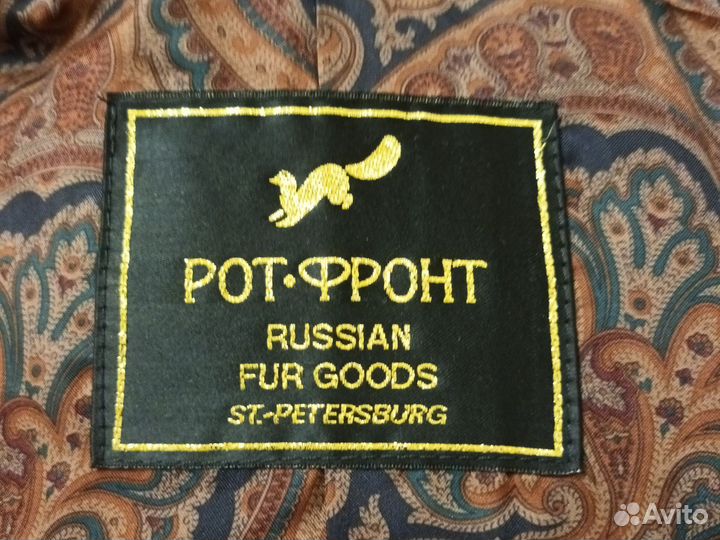 РОТ·ФРОНТ
RUSSIAN
FUR GOODS
ST.-PETERSBURG
Avito